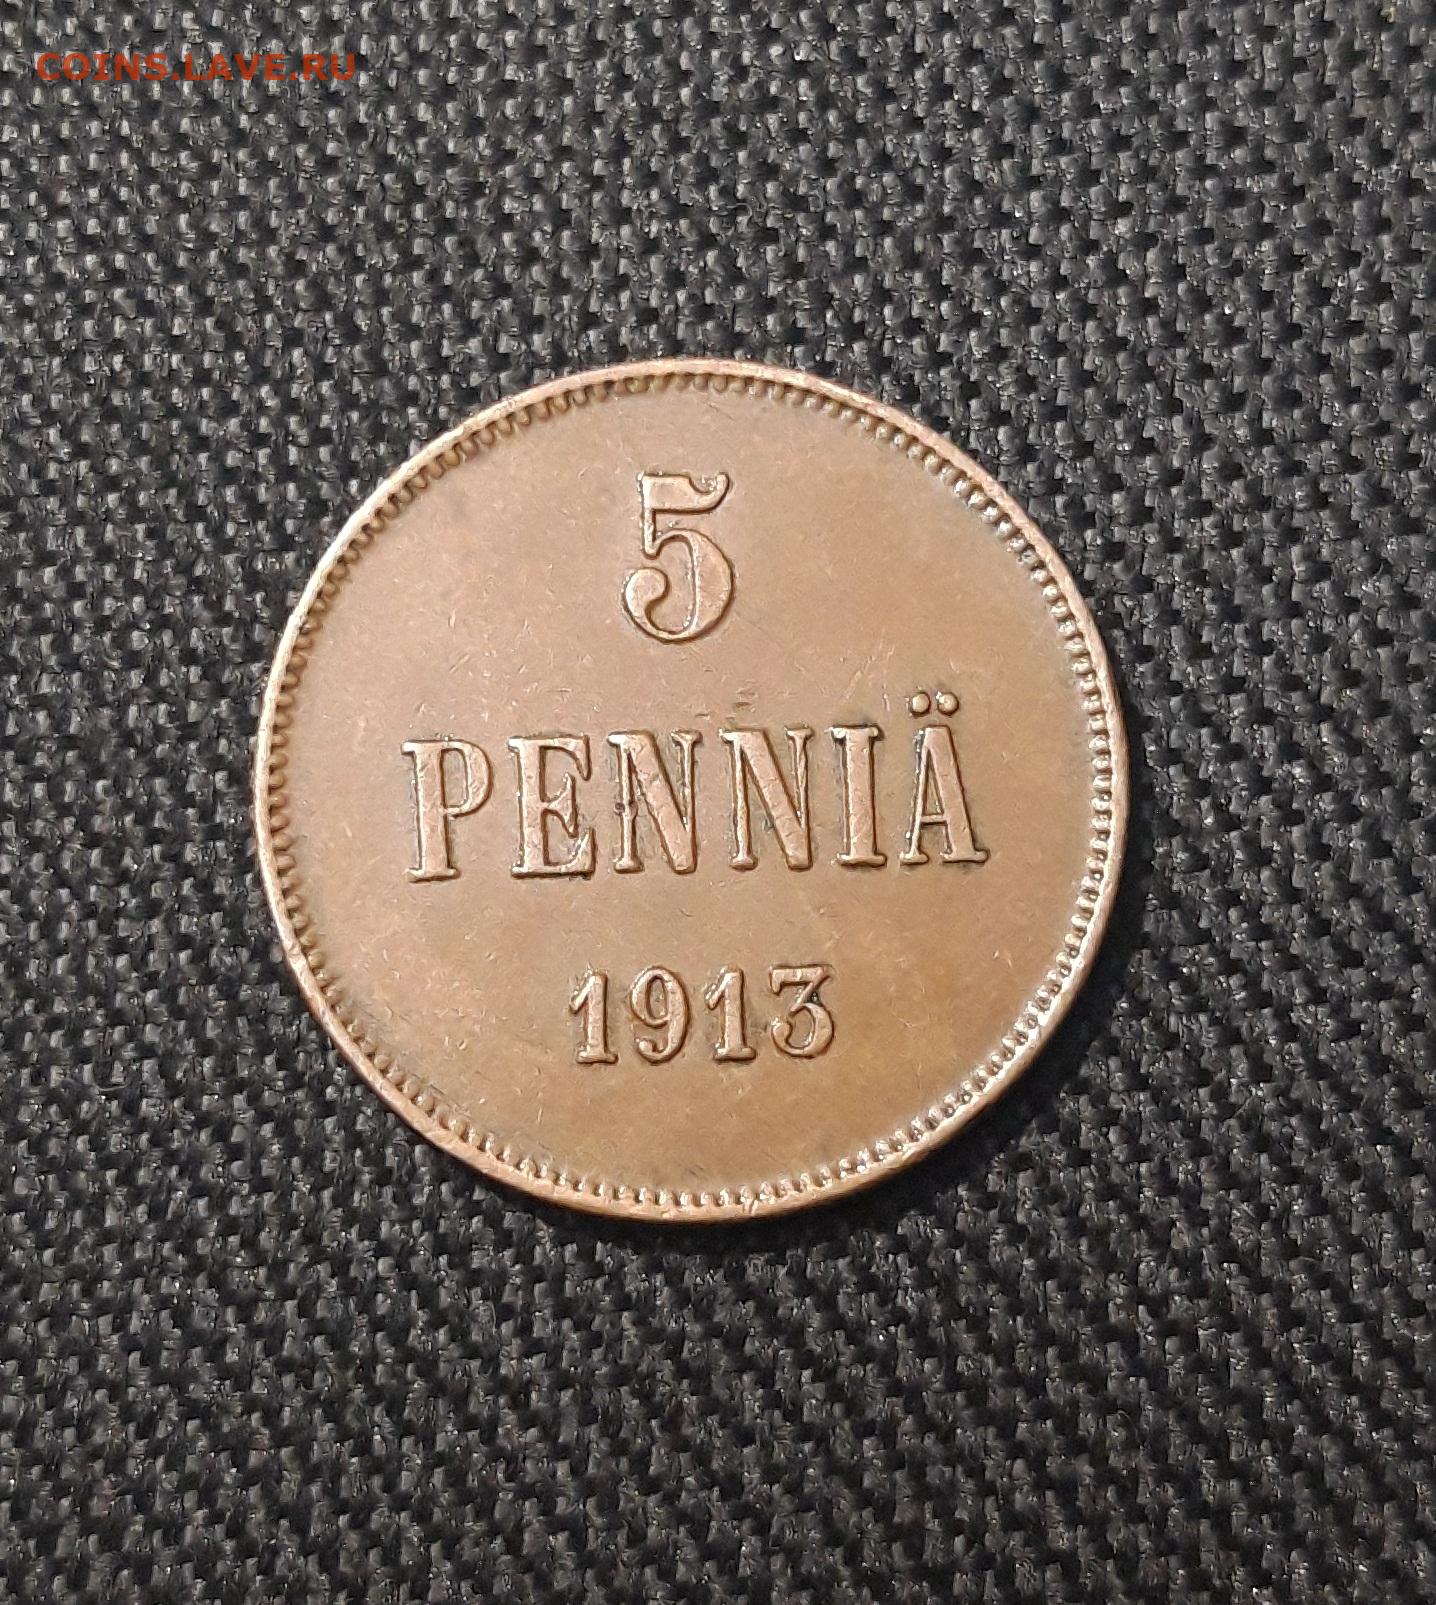 COINS.LAVE.RU
5
PENNIÄ
1913